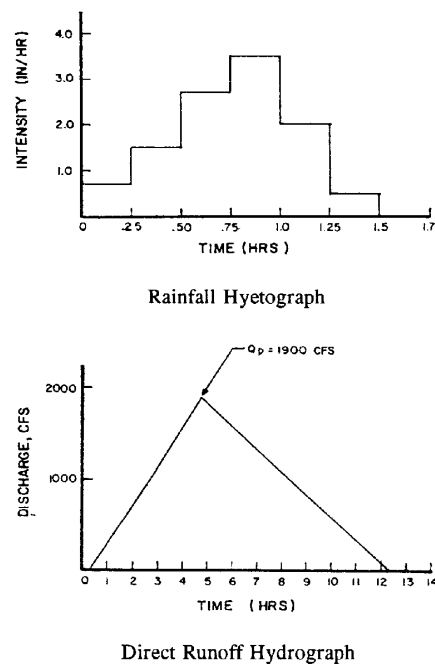 INTENSITY (IN/HR)
4.0
3.0
2.0
1.0
0 .25 .50 .75 1.0 1.25 1.5 1.7
TIME (HRS)
Rainfall Hyetograph
Qp = 1900 CFS
DISCHARGE, CFS
2000
1000
0 1 2 3 4 5 6 7 8 9 10 11 12 13 14
TIME (HRS)
Direct Runoff Hydrograph